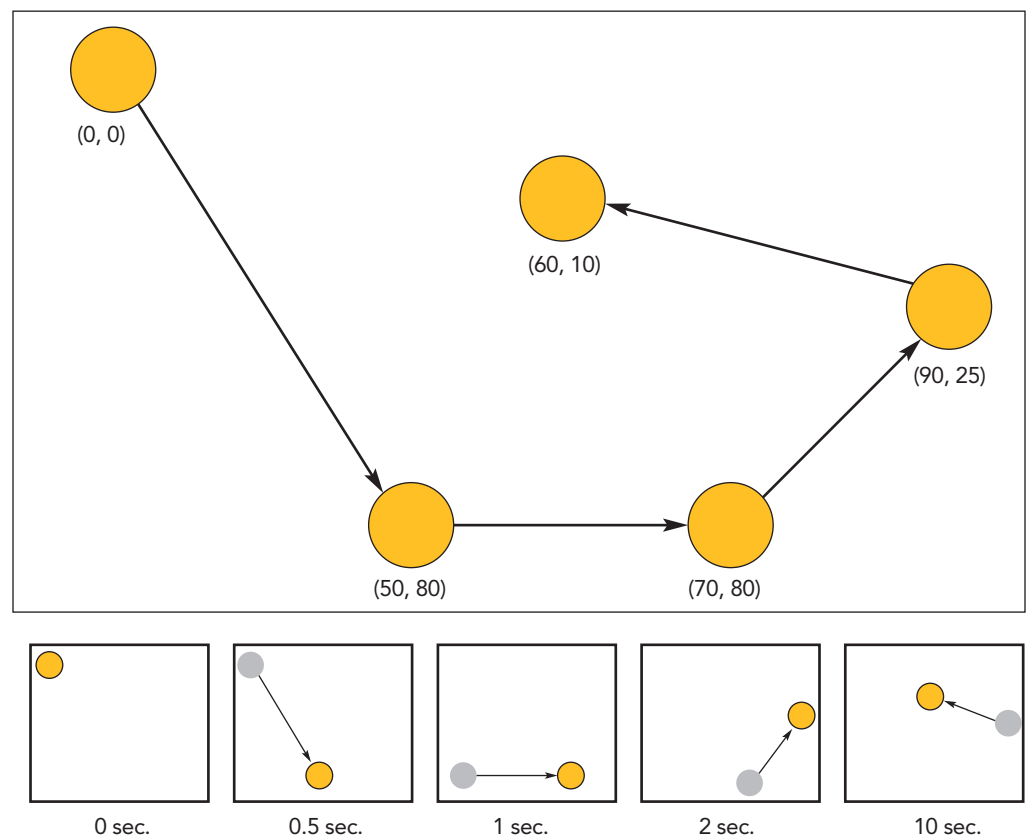 (0, 0)
(60, 10)
(90, 25)
(50, 80)
(70, 80)
0 sec.
0.5 sec.
1 sec.
2 sec.
10 sec.